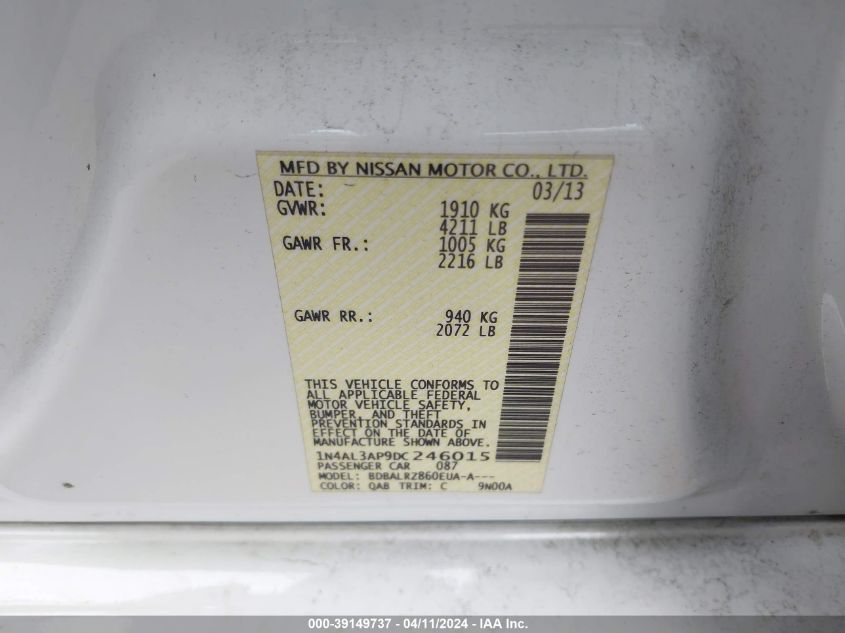 MFD BY NISSAN MOTOR CO., LTD.
DATE: 03/13
GVWR: 1910 KG
4211 LB
GAWR FR.: 1005 KG
2216 LB
GAWR RR.: 940 KG
2072 LB
THIS VEHICLE CONFORMS TO
ALL APPLICABLE FEDERAL
MOTOR VEHICLE SAFETY,
BUMPER, AND THEFT
PREVENTION STANDARDS IN
EFFECT ON THE DATE OF
MANUFACTURE SHOWN ABOVE.
1N4AL3AP9DC246015
PASSENGER CAR 087
MODEL: BDBALRZ860EUA-A---
COLOR: QAB TRIM: C 9N00A
000-39149737 - 04/11/2024 - IAA Inc.